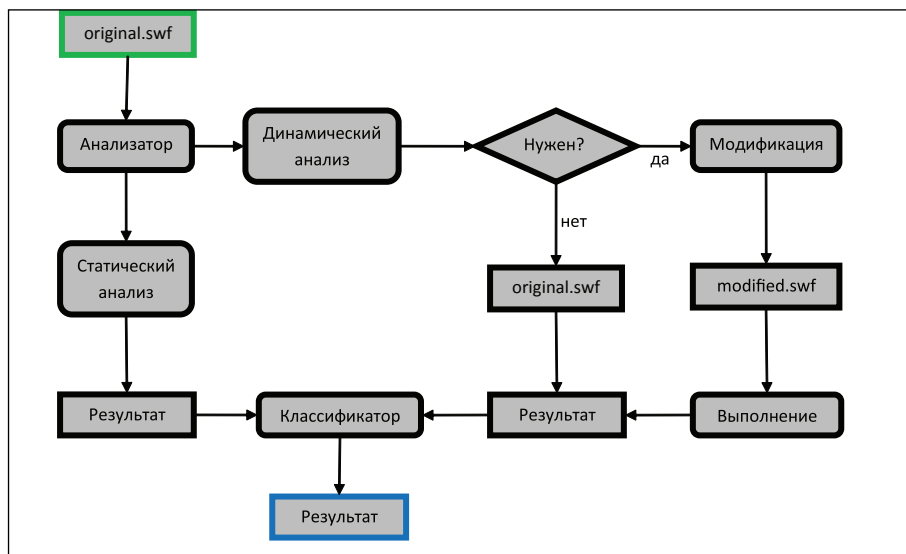 original.swf
Анализатор
Динамический
анализ
Нужен?
да
Модификация
нет
Статический
анализ
original.swf
modified.swf
Результат
Классификатор
Результат
Выполнение
Результат